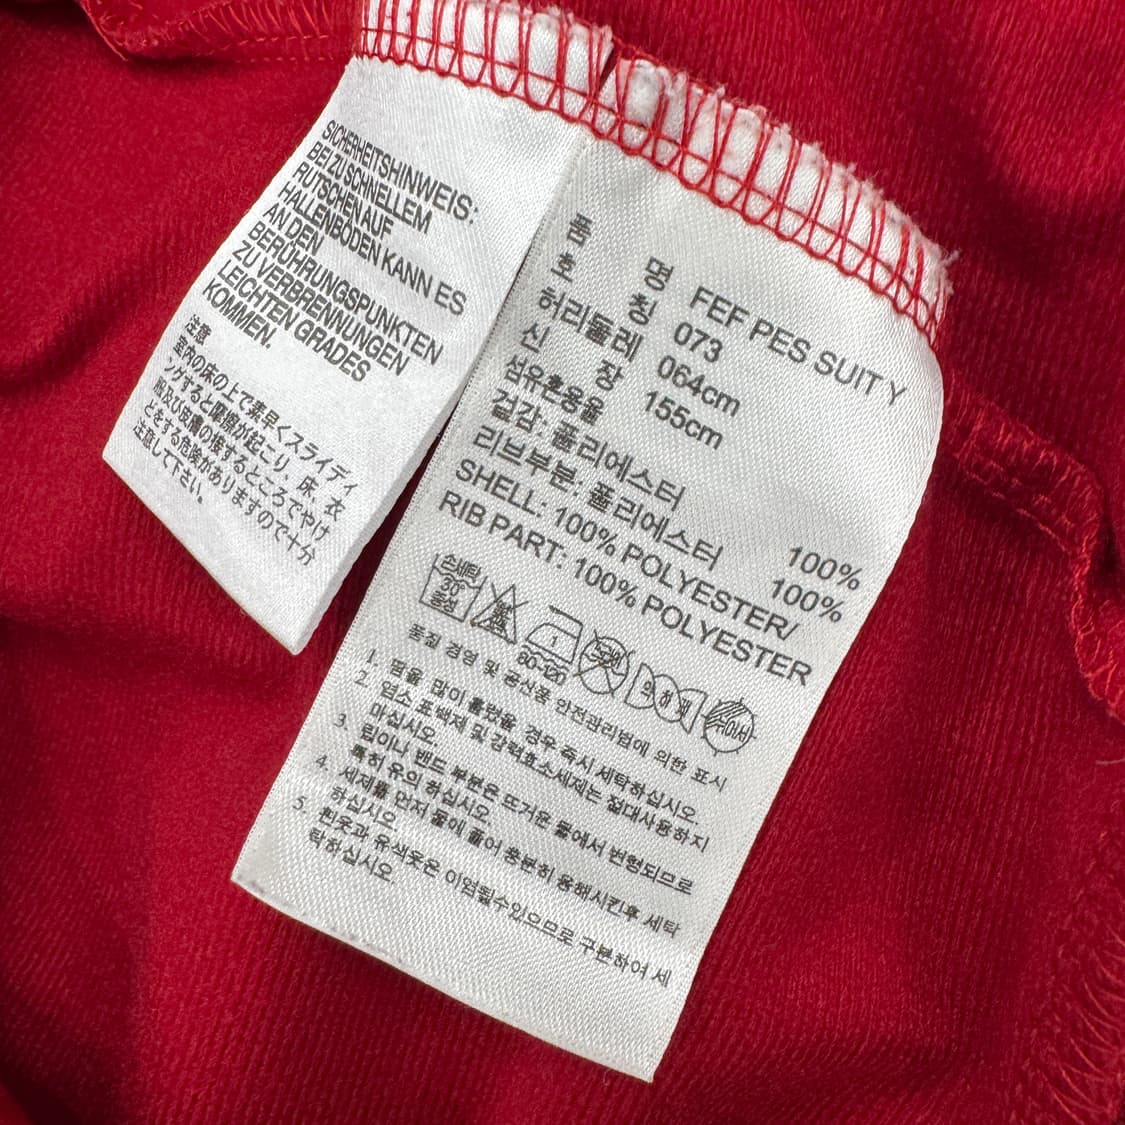 SICHERHEITSHINWEIS:
BEI ZU SCHNELLEM
RUTSCHEN AUF
HALLENBÖDEN KANN ES
AN DEN
BERÜHRUNGSPUNKTEN
ZU VERBRENNUNGEN
LEICHTEN GRADES
KOMMEN.
注意
室内の床の上で素早くスライディ
ングすると摩擦が起こり、床、衣
服及び皮膚の接するところでやけ
どをする危険がありますので十分
注意して下さい。
품 명 FEF PES SUIT Y
호 청 073
허리둘레 064cm
신 장 155cm
섬유혼용율
겉감: 폴리에스터 100%
리브부분: 폴리에스터 100%
SHELL: 100% POLYESTER/
RIB PART: 100% POLYESTER
손세탁 30° 중성 80-120 드라이 약하게 뉘어서
품질 경영 및 공산품 안전관리법에 의한 표시
1. 땀을 많이 흘렸을 경우 즉시 세탁하십시오.
2. 염소 표백제 및 강력효소세제는 절대사용하지
마십시오.
3. 립이나 밴드 부분은 뜨거운 물에서 변형되므로
특히 유의 하십시오.
4. 세제를 먼저 물에 풀어 충분히 용해시킨후 세탁
하십시오.
5. 흰옷과 유색옷은 이염될수있으므로 구분하여 세
탁하십시오.